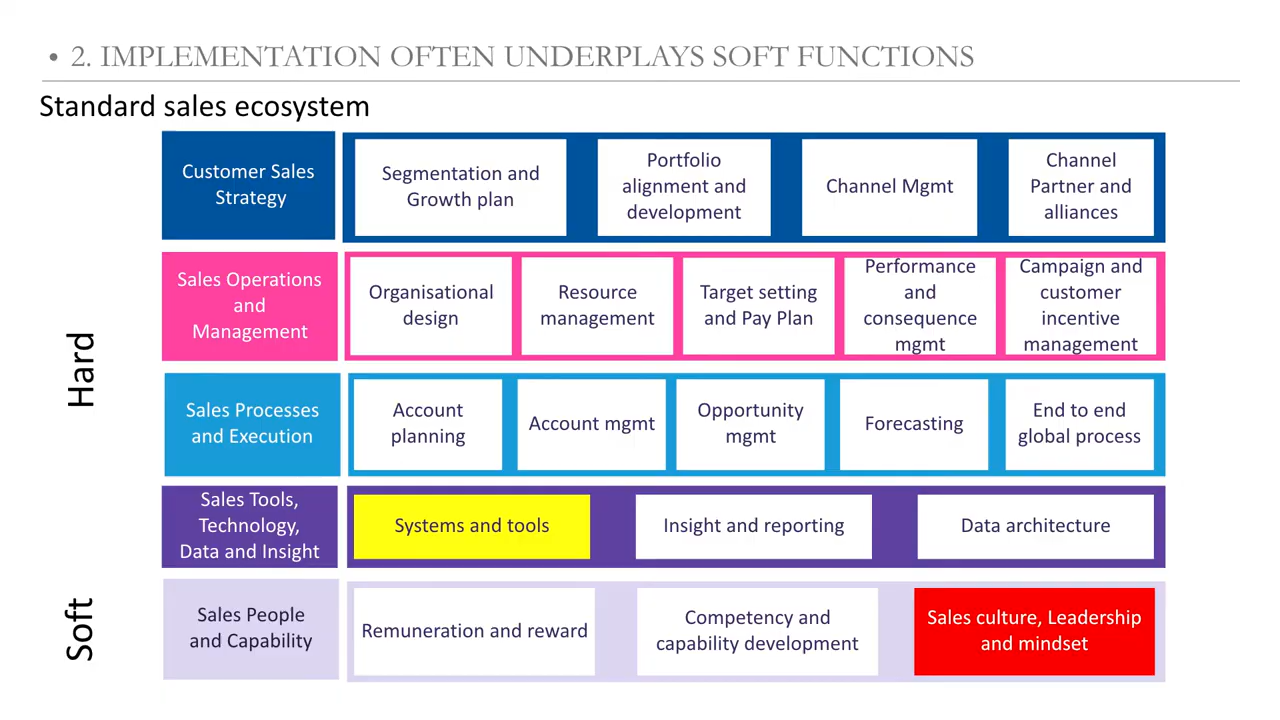 • 2. IMPLEMENTATION OFTEN UNDERPLAYS SOFT FUNCTIONS
Standard sales ecosystem
Hard
Customer Sales
Strategy
Segmentation and
Growth plan
Portfolio
alignment and
development
Channel Mgmt
Channel
Partner and
alliances
Sales Operations
and
Management
Organisational
design
Resource
management
Target setting
and Pay Plan
Performance
and
consequence
mgmt
Campaign and
customer
incentive
management
Sales Processes
and Execution
Account
planning
Account mgmt
Opportunity
mgmt
Forecasting
End to end
global process
Sales Tools,
Technology,
Data and Insight
Systems and tools
Insight and reporting
Data architecture
Soft
Sales People
and Capability
Remuneration and reward
Competency and
capability development
Sales culture, Leadership
and mindset